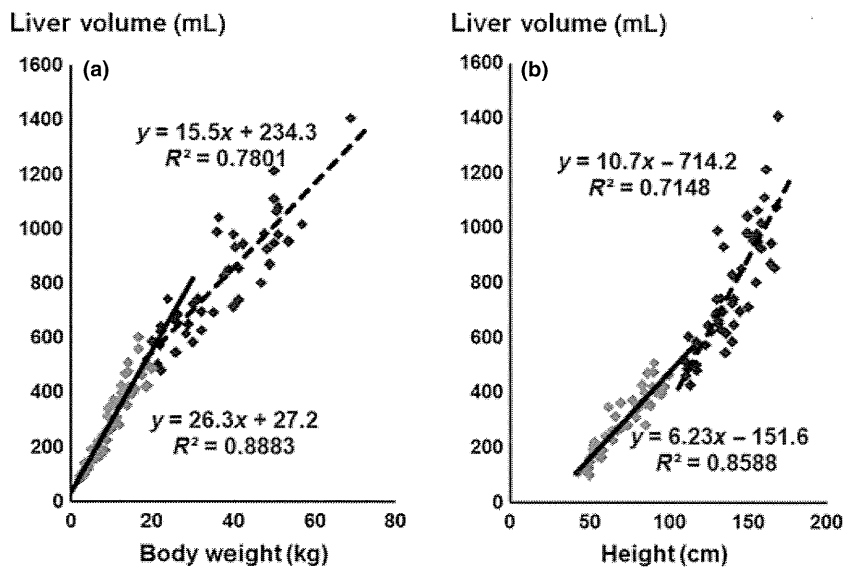 Liver volume (mL)
1600
1400
1200
1000
800
600
400
200
0
(a)
y = 15.5x + 234.3
R² = 0.7801
y = 26.3x + 27.2
R² = 0.8883
0 20 40 60 80
Body weight (kg)
Liver volume (mL)
1600
1400
1200
1000
800
600
400
200
0
(b)
y = 10.7x – 714.2
R² = 0.7148
y = 6.23x – 151.6
R² = 0.8588
0 50 100 150 200
Height (cm)